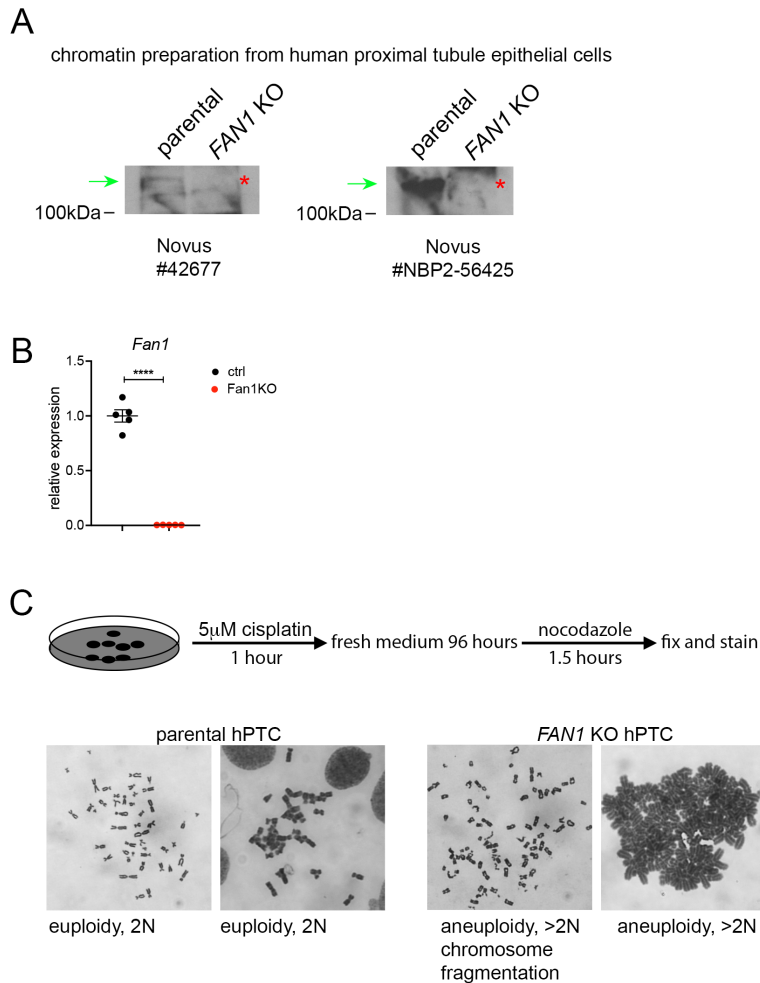 A
chromatin preparation from human proximal tubule epithelial cells
parental
FAN1 KO
parental
FAN1 KO
*
*
100kDa
100kDa
Novus
#42677
Novus
#NBP2-56425
B
Fan1
1.5
1.0
0.5
0.0
relative expression
****
ctrl
Fan1KO
C
5µM cisplatin
1 hour
fresh medium 96 hours
nocodazole
1.5 hours
fix and stain
parental hPTC
FAN1 KO hPTC
euploidy, 2N
euploidy, 2N
aneuploidy, >2N
chromosome
fragmentation
aneuploidy, >2N